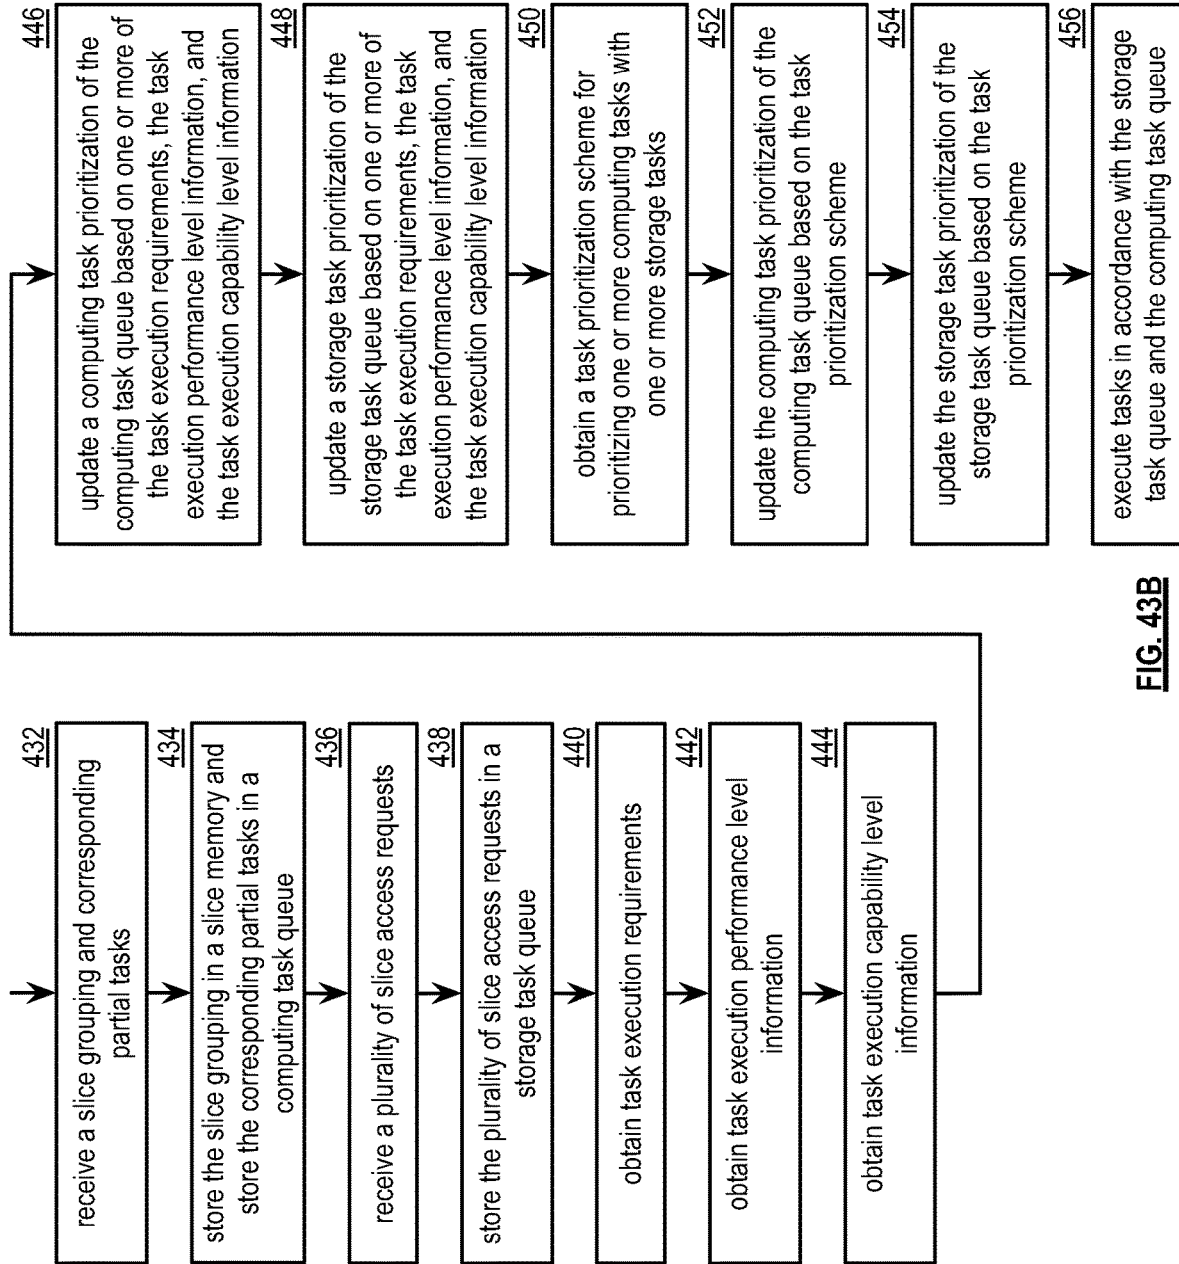 432
receive a slice grouping and corresponding
partial tasks
434
store the slice grouping in a slice memory and
store the corresponding partial tasks in a
computing task queue
436
receive a plurality of slice access requests
438
store the plurality of slice access requests in a
storage task queue
440
obtain task execution requirements
442
obtain task execution performance level
information
444
obtain task execution capability level
information
446
update a computing task prioritization of the
computing task queue based on one or more of
the task execution requirements, the task
execution performance level information, and
the task execution capability level information
448
update a storage task prioritization of the
storage task queue based on one or more of
the task execution requirements, the task
execution performance level information, and
the task execution capability level information
450
obtain a task prioritization scheme for
prioritizing one or more computing tasks with
one or more storage tasks
452
update the computing task prioritization of the
computing task queue based on the task
prioritization scheme
454
update the storage task prioritization of the
storage task queue based on the task
prioritization scheme
456
execute tasks in accordance with the storage
task queue and the computing task queue
FIG. 43B